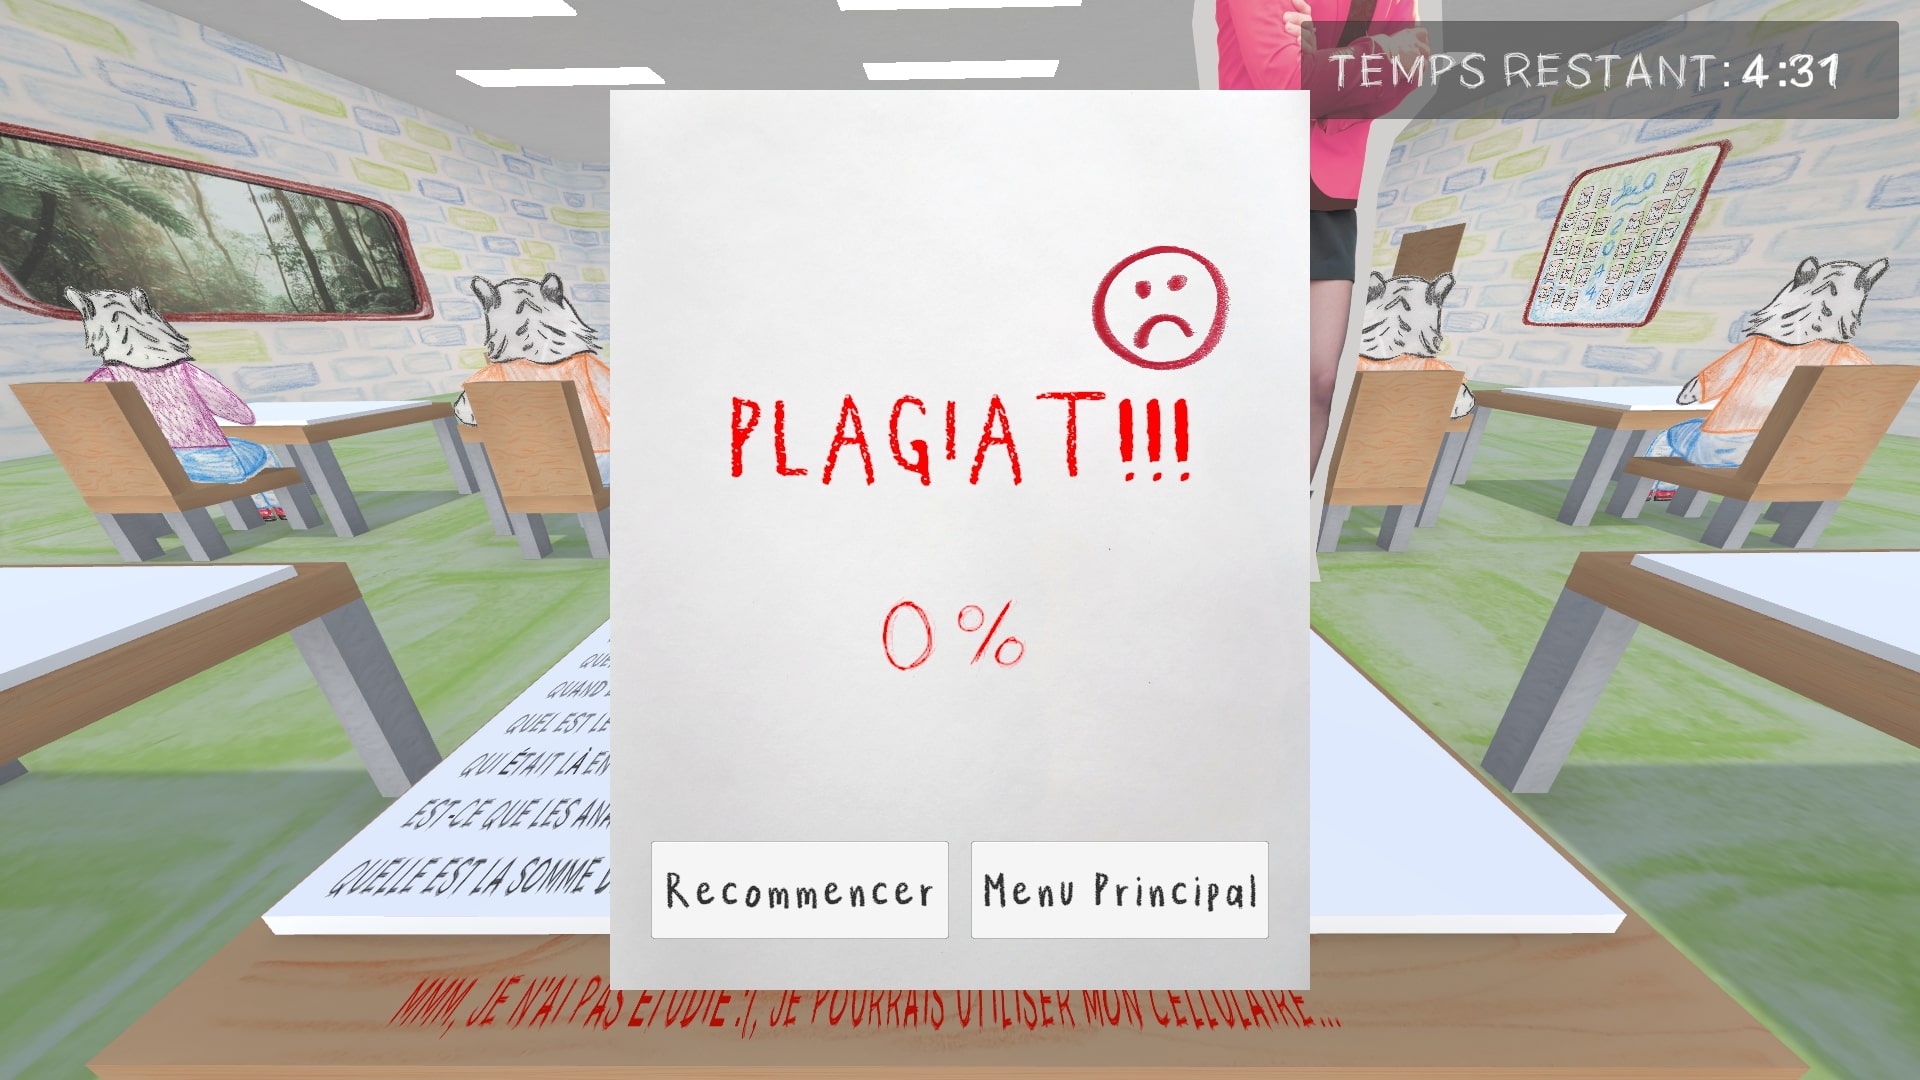 TEMPS RESTANT: 4:31
PLAGIAT!!!
0 %
QUAND
QUEL EST LE
QUI ÉTAIT LÀ EN
EST-CE QUE LES
QUELLE EST LA SOMME
Recommencer
Menu Principal
MMM, JE N'AI PAS ÉTUDIÉ :(, JE POURRAIS UTILISER MON CELLULAIRE...